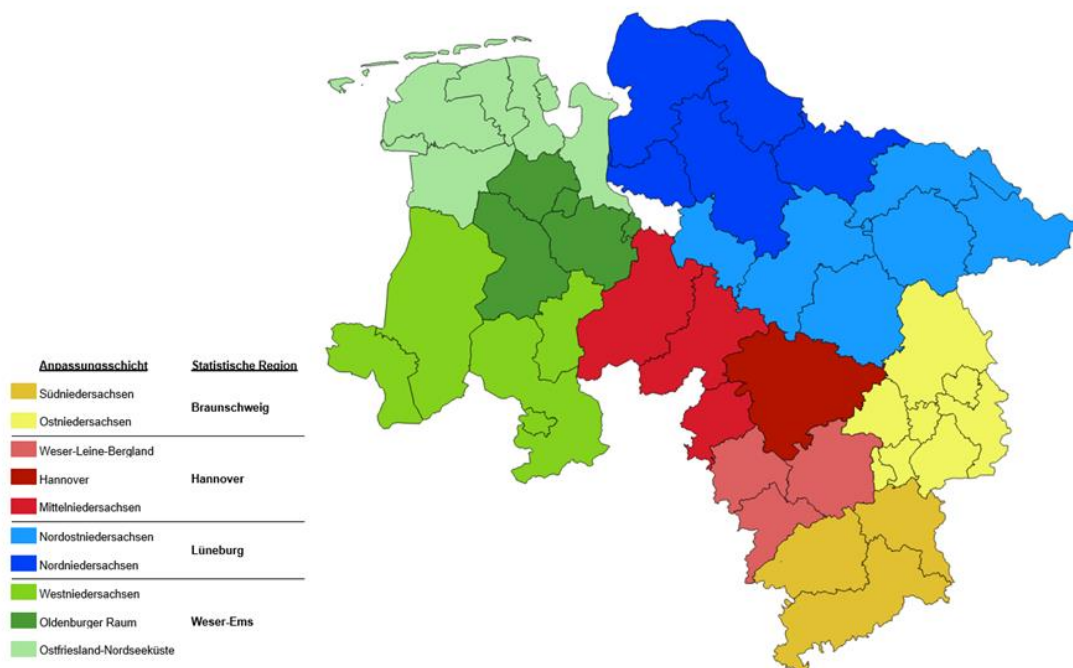 Anpassungsschicht Statistische Region
Südniedersachsen
Braunschweig
Ostniedersachsen
Weser-Leine-Bergland
Hannover Hannover
Mittelniedersachsen
Nordostniedersachsen
Lüneburg
Nordniedersachsen
Westniedersachsen
Oldenburger Raum Weser-Ems
Ostfriesland-Nordseeküste